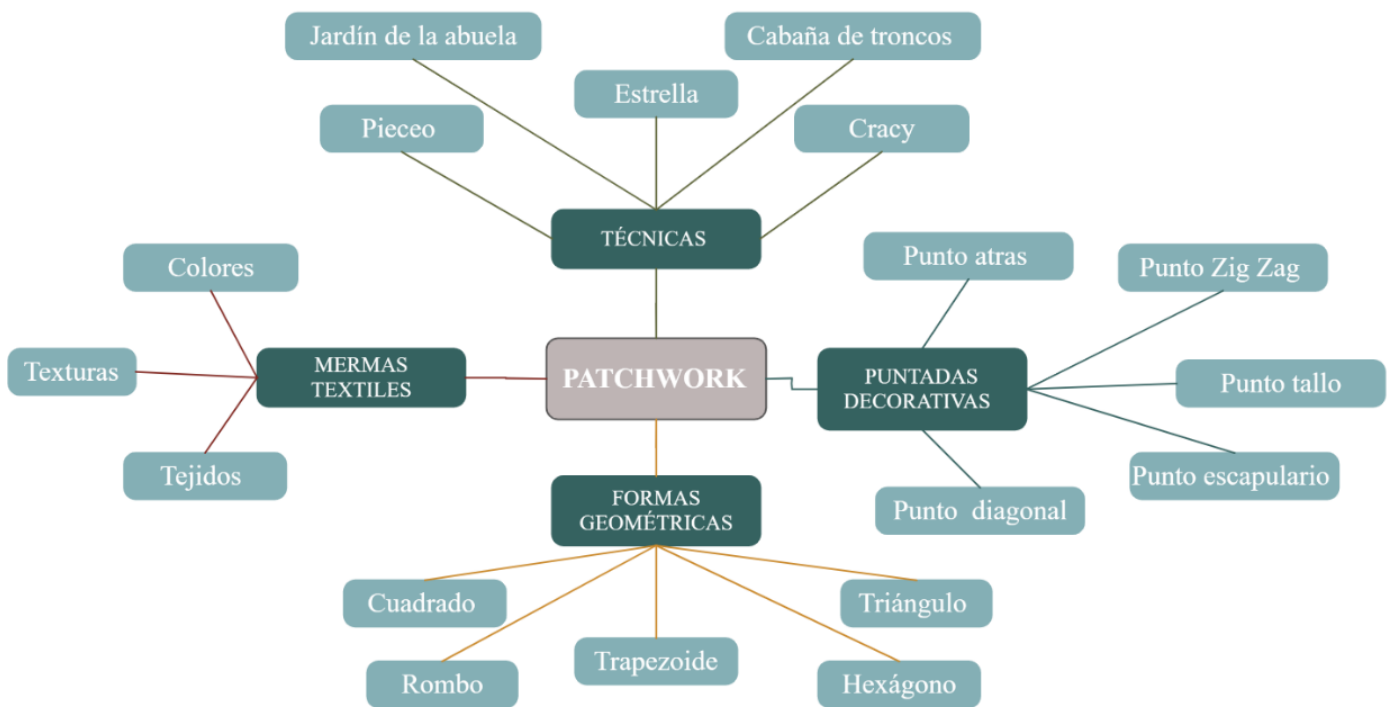 Jardín de la abuela
Cabaña de troncos
Estrella
Pieceo
Cracy
TÉCNICAS
Colores
Texturas
Tejidos
MERMAS
TEXTILES
PATCHWORK
PUNTADAS
DECORATIVAS
Punto atras
Punto Zig Zag
Punto tallo
Punto escapulario
Punto diagonal
FORMAS
GEOMÉTRICAS
Cuadrado
Triángulo
Trapezoide
Rombo
Hexágono